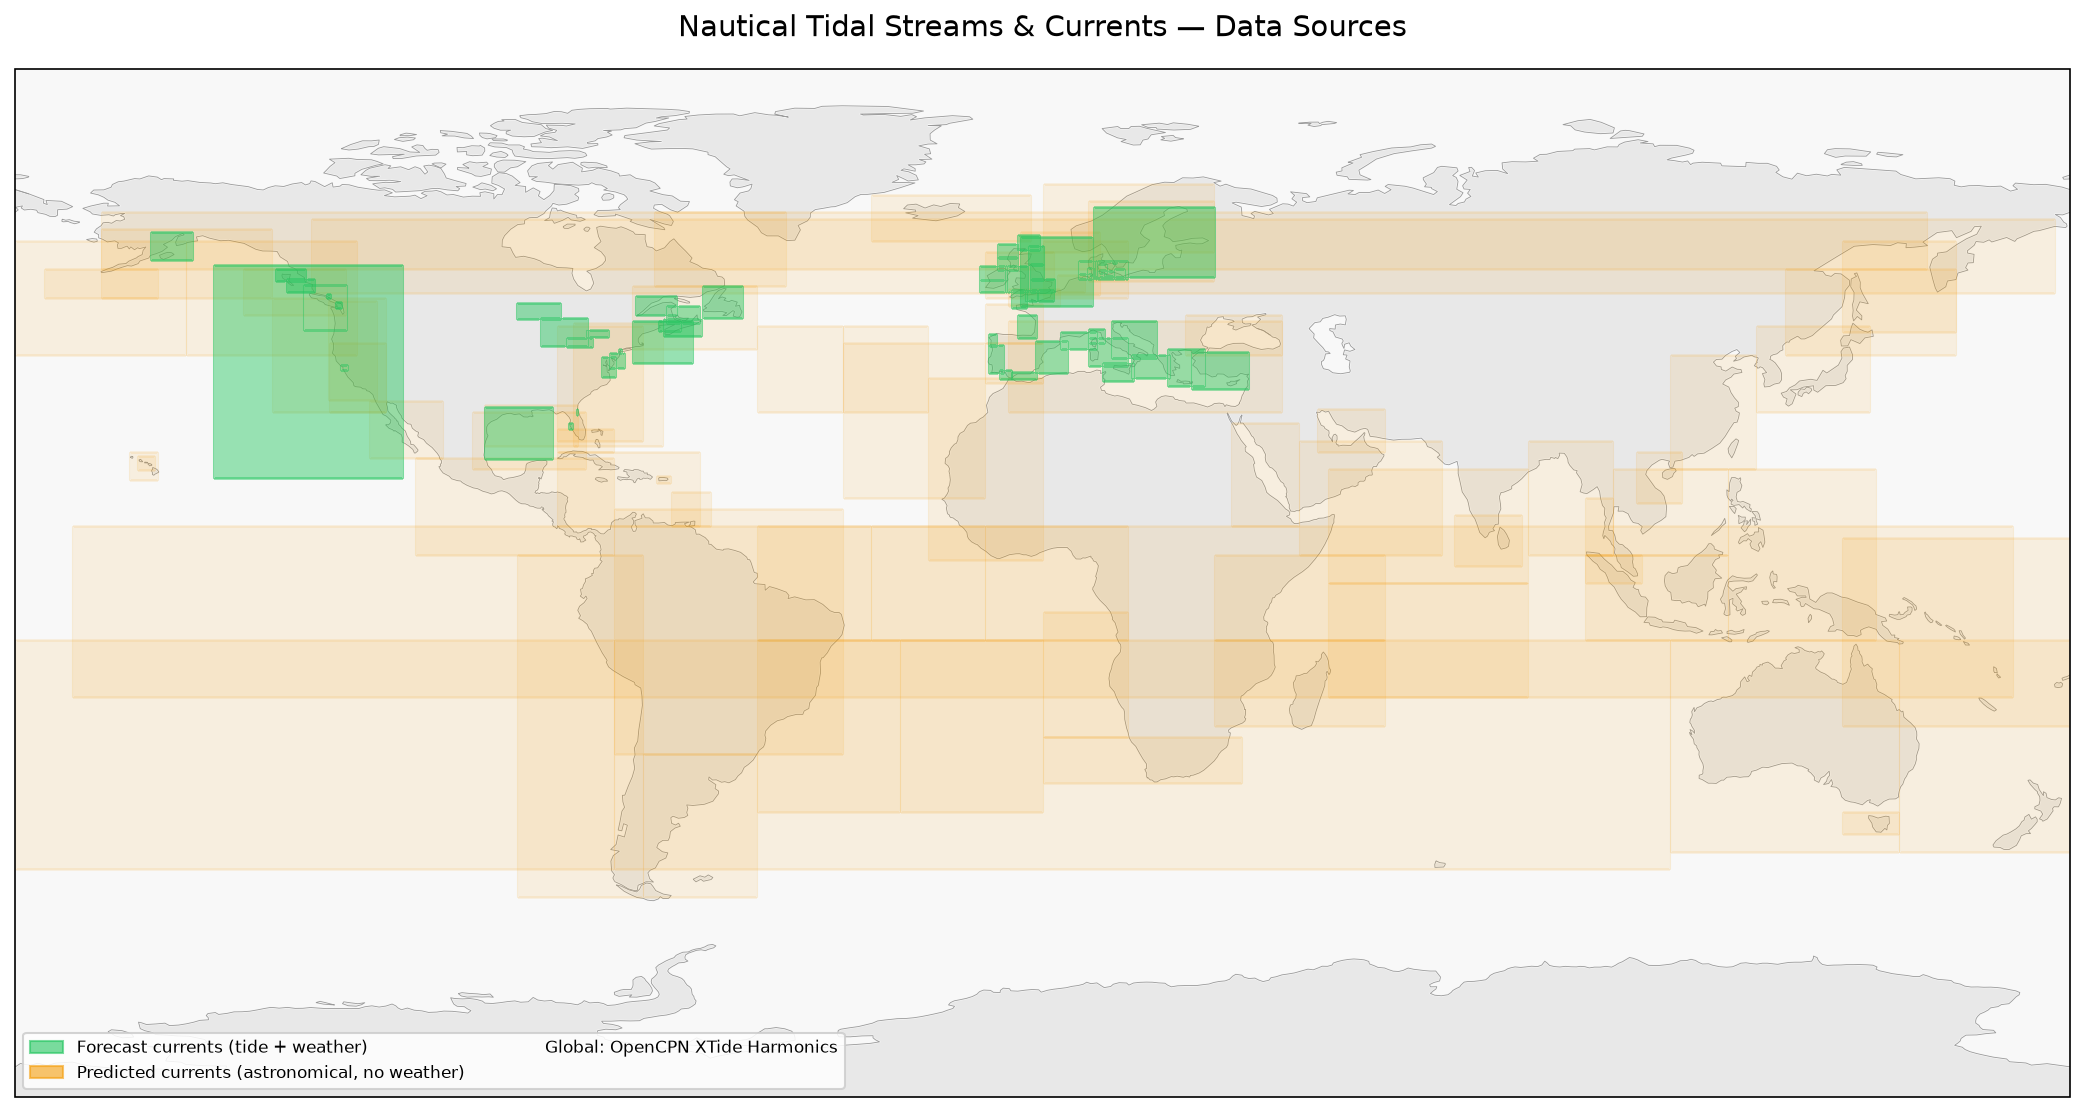 Nautical Tidal Streams & Currents — Data Sources
Forecast currents (tide + weather)
Global: OpenCPN XTide Harmonics
Predicted currents (astronomical, no weather)